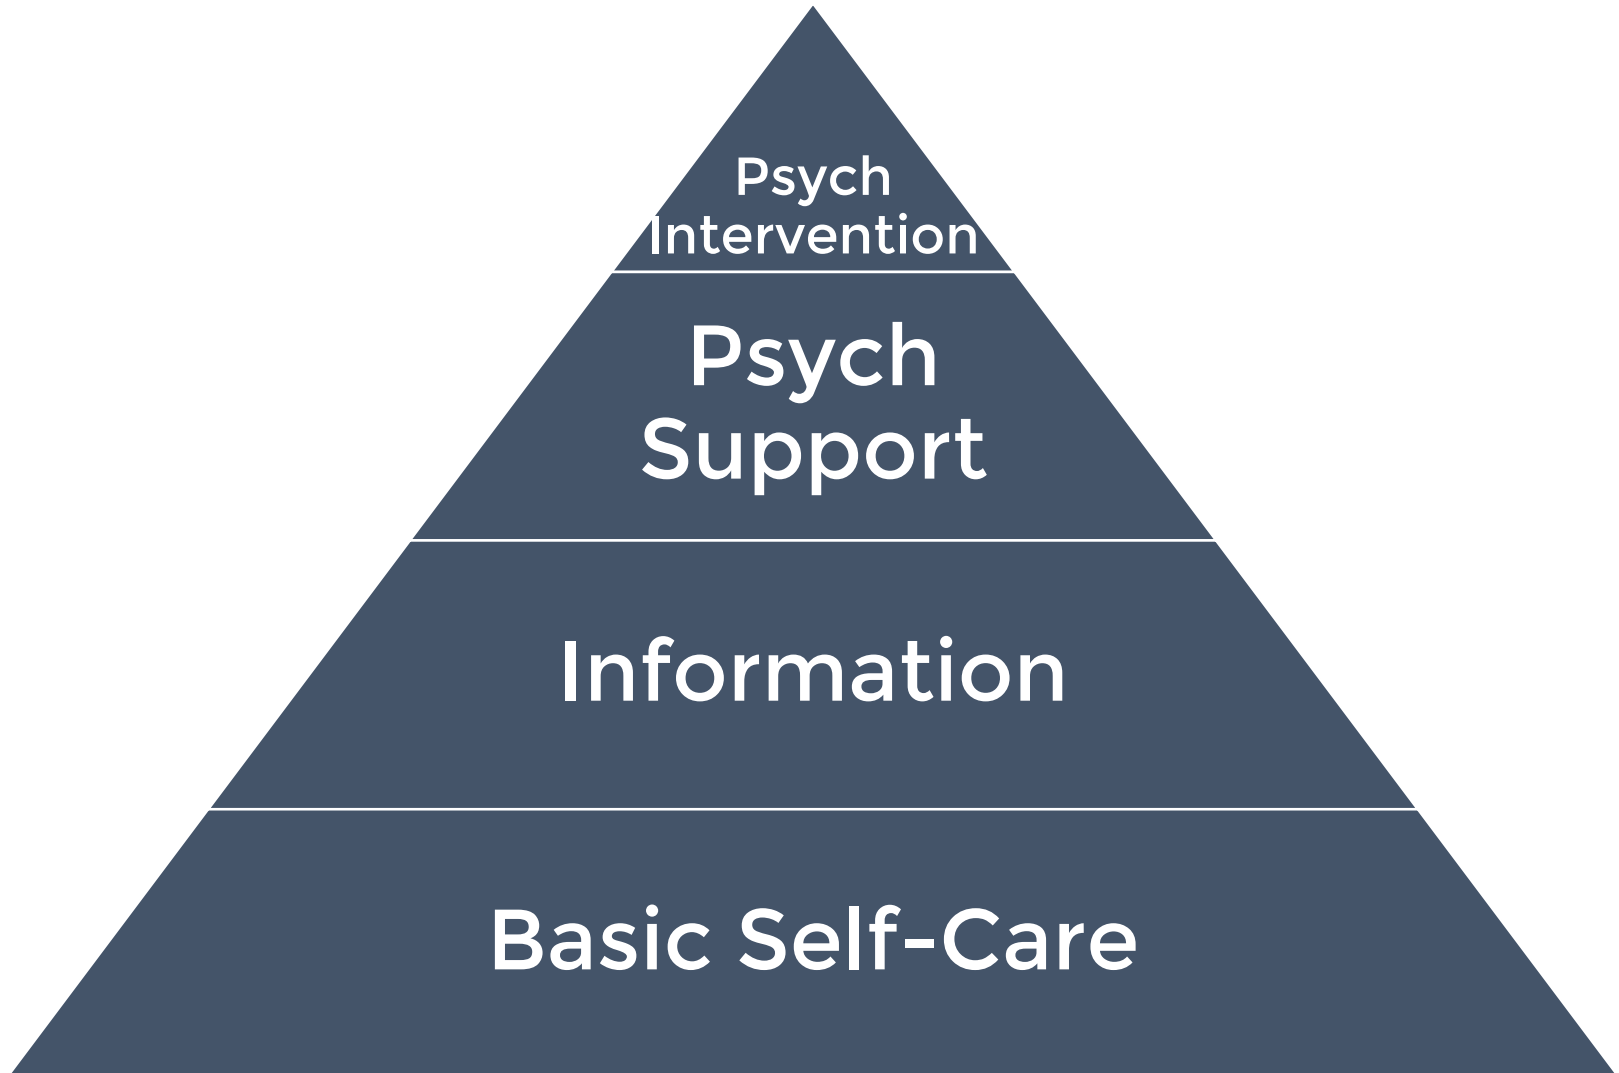 Psych
Intervention
Psych
Support
Information
Basic Self-Care